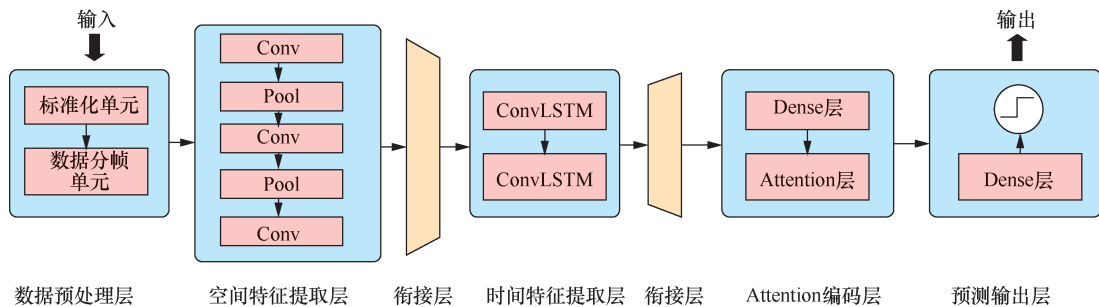 输入
标准化单元
数据分帧
单元
数据预处理层
Conv
Pool
Conv
Pool
Conv
空间特征提取层
衔接层
ConvLSTM
ConvLSTM
时间特征提取层
衔接层
Dense层
Attention层
Attention编码层
输出
Dense层
预测输出层